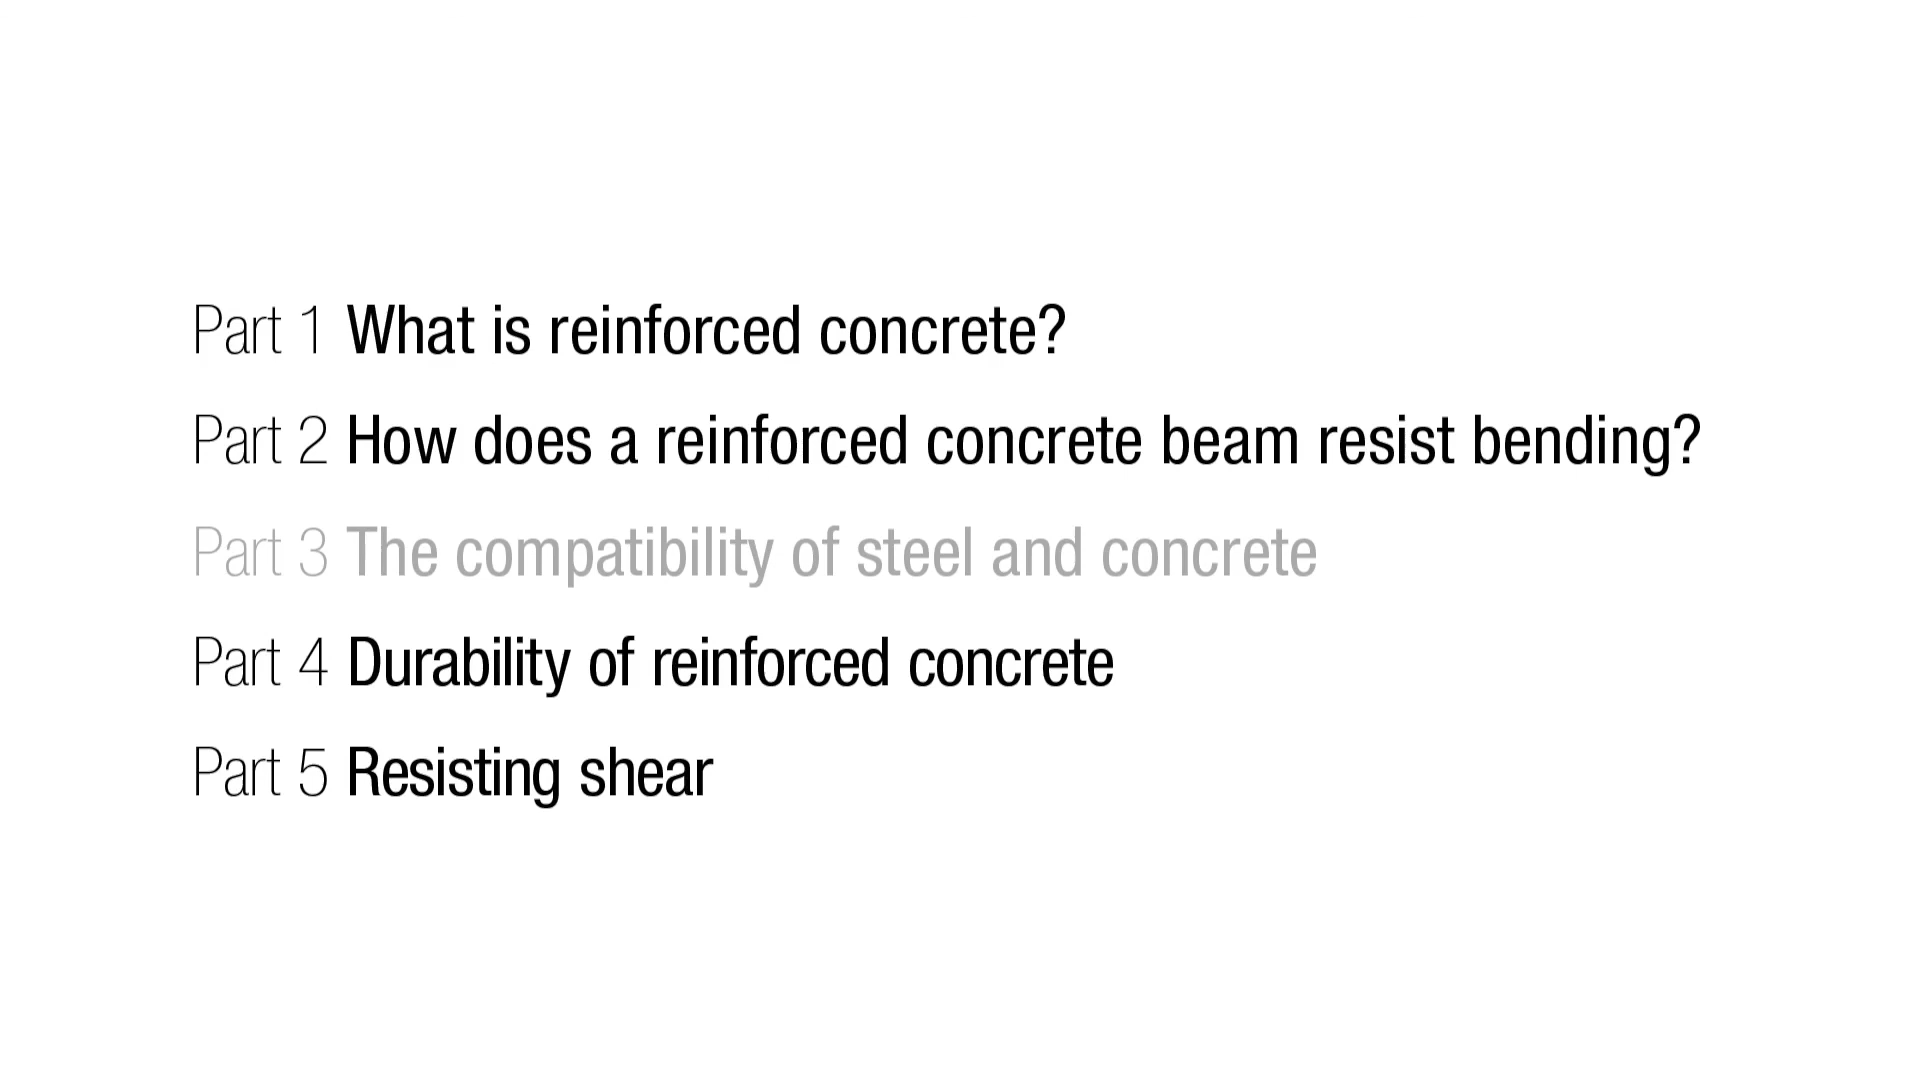 Part 1 What is reinforced concrete?
Part 2 How does a reinforced concrete beam resist bending?
Part 3 The compatibility of steel and concrete
Part 4 Durability of reinforced concrete
Part 5 Resisting shear